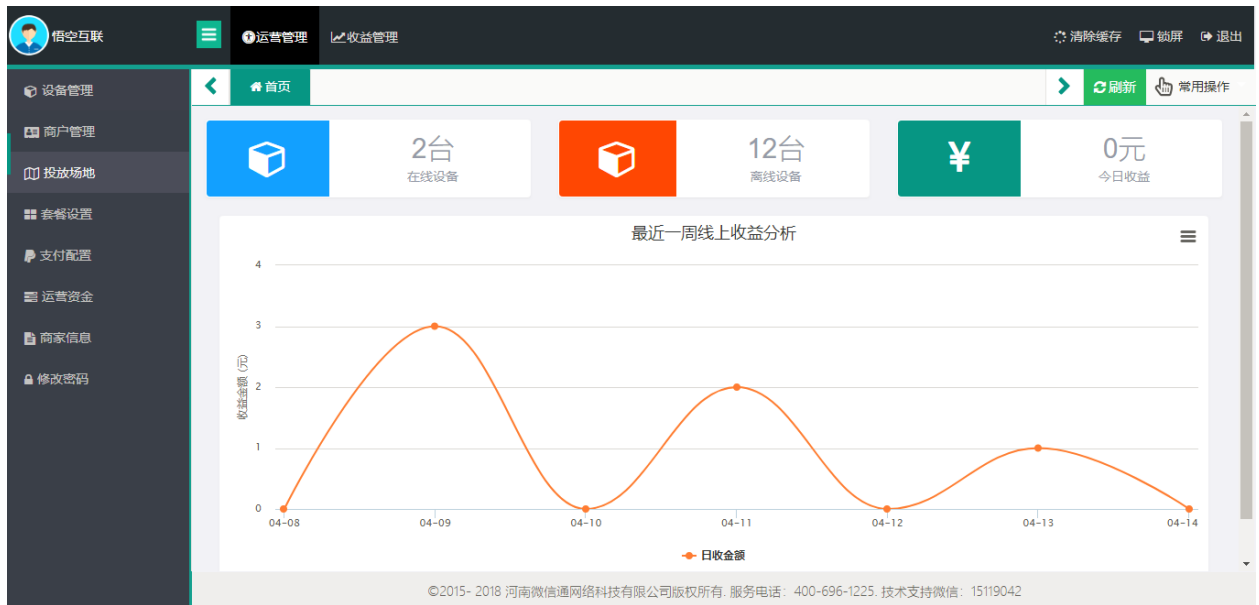 悟空互联
运营管理 收益管理
清除缓存 锁屏 退出
设备管理
商户管理
投放场地
套餐设置
支付配置
运营资金
商家信息
修改密码
首页
刷新 常用操作
2台
在线设备
12台
离线设备
¥
0元
今日收益
最近一周线上收益分析
收益金额 (元)
4
3
2
1
0
04-08 04-09 04-10 04-11 04-12 04-13 04-14
日收金额
©2015- 2018 河南微信通网络科技有限公司版权所有. 服务电话：400-696-1225. 技术支持微信：15119042